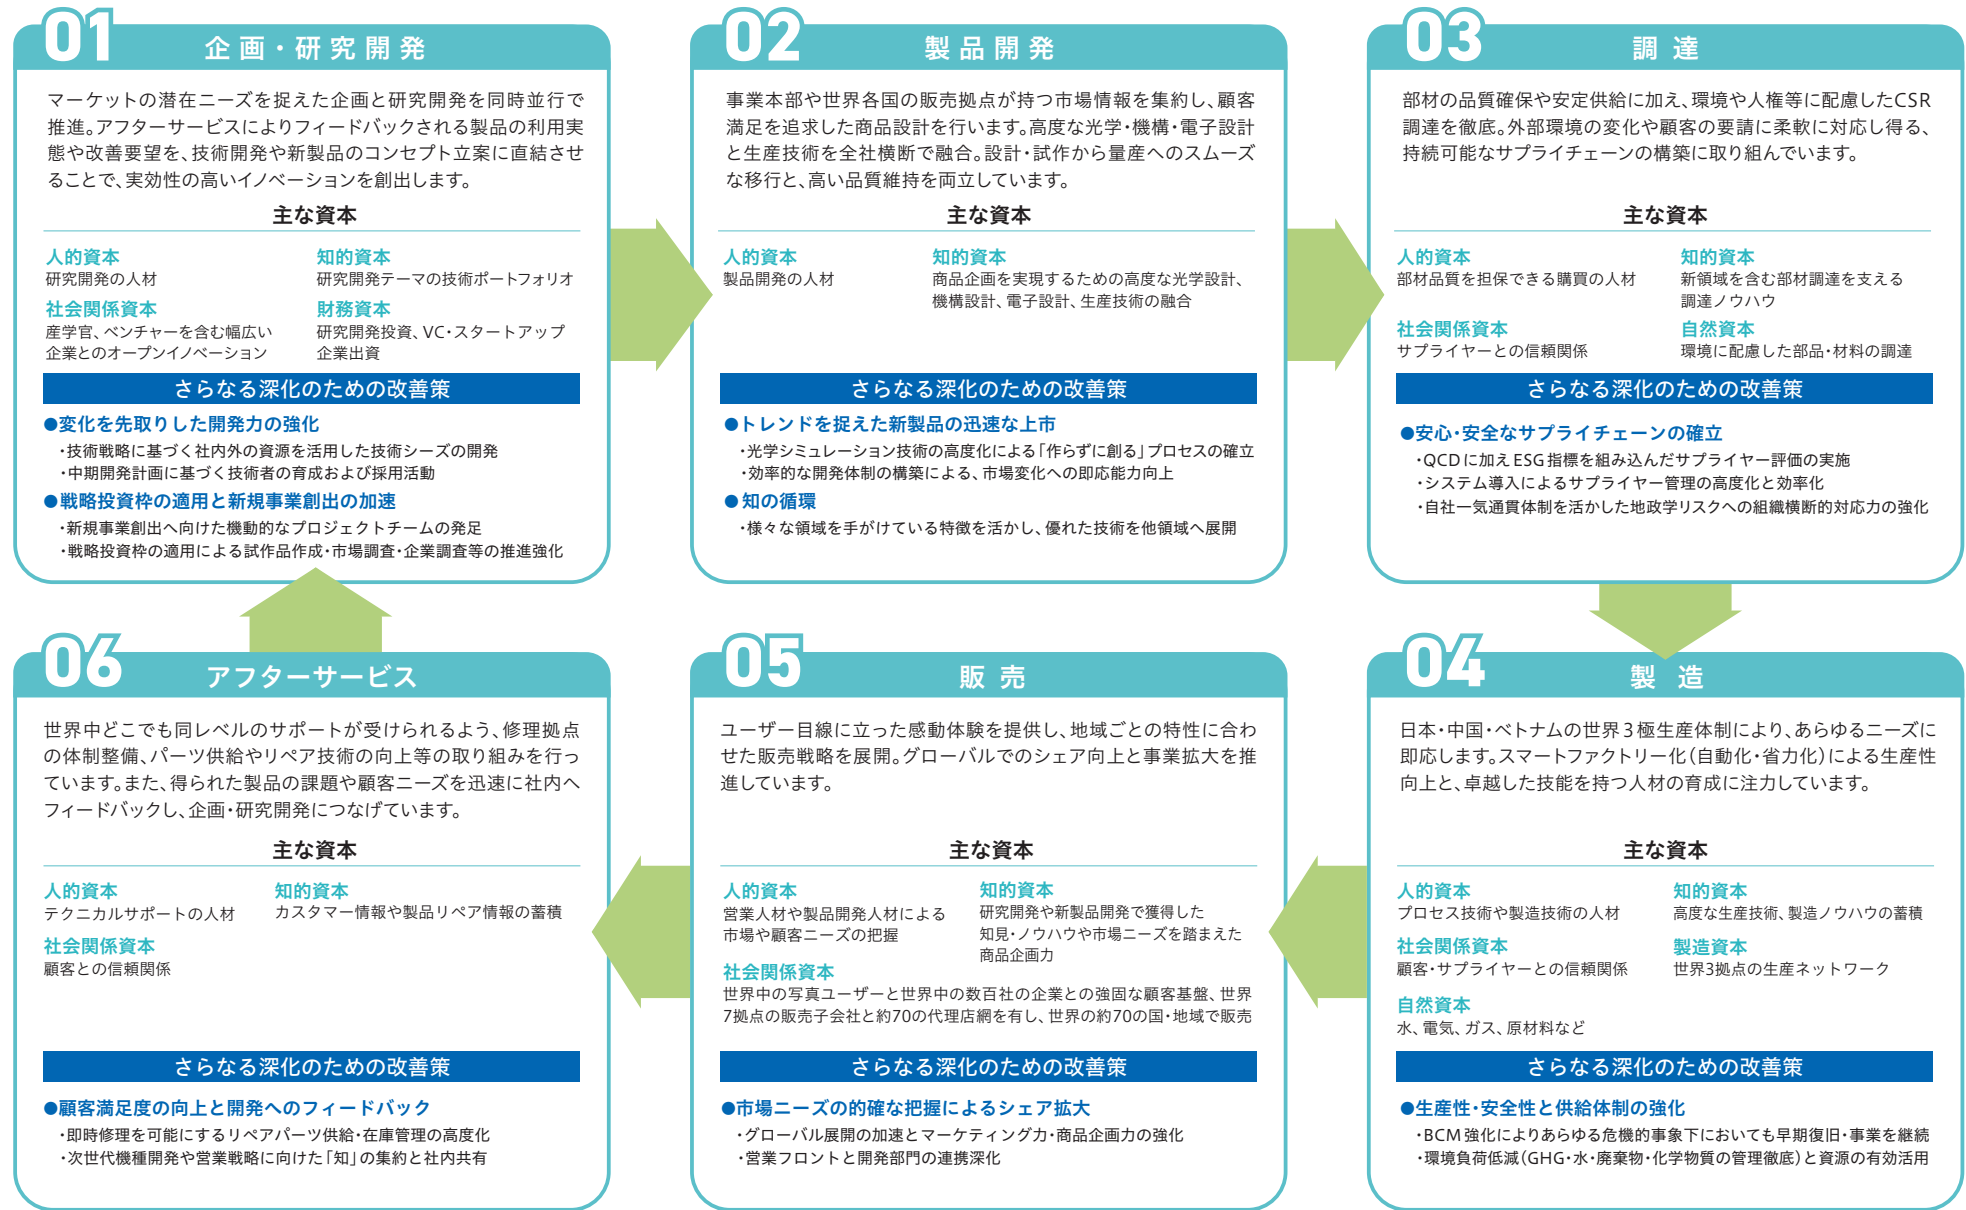 01
企画・研究開発
マーケットの潜在ニーズを捉えた企画と研究開発を同時並行で
推進。アフターサービスによりフィードバックされる製品の利用実
態や改善要望を、技術開発や新製品のコンセプト立案に直結させ
ることで、実効性の高いイノベーションを創出します。
主な資本
人的資本
研究開発の人材
知的資本
研究開発テーマの技術ポートフォリオ
社会関係資本
産学官、ベンチャーを含む幅広い
企業とのオープンイノベーション
財務資本
研究開発投資、VC・スタートアップ
企業出資
さらなる深化のための改善策
●変化を先取りした開発力の強化
・技術戦略に基づく社内外の資源を活用した技術シーズの開発
・中期開発計画に基づく技術者の育成および採用活動
●戦略投資枠の適用と新規事業創出の加速
・新規事業創出へ向けた機動的なプロジェクトチームの発足
・戦略投資枠の適用による試作品作成・市場調査・企業調査等の推進強化
02
製品開発
事業本部や世界各国の販売拠点が持つ市場情報を集約し、顧客
満足を追求した商品設計を行います。高度な光学・機構・電子設計
と生産技術を全社横断で融合。設計・試作から量産へのスムーズ
な移行と、高い品質維持を両立しています。
主な資本
人的資本
製品開発の人材
知的資本
商品企画を実現するための高度な光学設計、
機構設計、電子設計、生産技術の融合
さらなる深化のための改善策
●トレンドを捉えた新製品の迅速な上市
・光学シミュレーション技術の高度化による「作らずに創る」プロセスの確立
・効率的な開発体制の構築による、市場変化への即応能力向上
●知の循環
・様々な領域を手がけている特徴を活かし、優れた技術を他領域へ展開
03
調達
部材の品質確保や安定供給に加え、環境や人権等に配慮したCSR
調達を徹底。外部環境の変化や顧客の要請に柔軟に対応し得る、
持続可能なサプライチェーンの構築に取り組んでいます。
主な資本
人的資本
部材品質を担保できる購買の人材
知的資本
新領域を含む部材調達を支える
調達ノウハウ
社会関係資本
サプライヤーとの信頼関係
自然資本
環境に配慮した部品・材料の調達
さらなる深化のための改善策
●安心・安全なサプライチェーンの確立
・QCDに加えESG指標を組み込んだサプライヤー評価の実施
・システム導入によるサプライヤー管理の高度化と効率化
・自社一気通貫体制を活かした地政学リスクへの組織横断的対応力の強化
04
製造
日本・中国・ベトナムの世界3極生産体制により、あらゆるニーズに
即応します。スマートファクトリー化（自動化・省力化）による生産性
向上と、卓越した技能を持つ人材の育成に注力しています。
主な資本
人的資本
プロセス技術や製造技術の人材
知的資本
高度な生産技術、製造ノウハウの蓄積
社会関係資本
顧客・サプライヤーとの信頼関係
製造資本
世界3拠点の生産ネットワーク
自然資本
水、電気、ガス、原材料など
さらなる深化のための改善策
●生産性・安全性と供給体制の強化
・BCM強化によりあらゆる危機的事象下においても早期復旧・事業を継続
・環境負荷低減（GHG・水・廃棄物・化学物質の管理徹底）と資源の有効活用
05
販売
ユーザー目線に立った感動体験を提供し、地域ごとの特性に合わ
せた販売戦略を展開。グローバルでのシェア向上と事業拡大を推
進しています。
主な資本
人的資本
営業人材や製品開発人材による
市場や顧客ニーズの把握
知的資本
研究開発や新製品開発で獲得した
知見・ノウハウや市場ニーズを踏まえた
商品企画力
社会関係資本
世界中の写真ユーザーと世界中の数百社の企業との強固な顧客基盤、世界
7拠点の販売子会社と約70の代理店網を有し、世界の約70の国・地域で販売
さらなる深化のための改善策
●市場ニーズの的確な把握によるシェア拡大
・グローバル展開の加速とマーケティング力・商品企画力の強化
・営業フロントと開発部門の連携深化
06
アフターサービス
世界中どこでも同レベルのサポートが受けられるよう、修理拠点
の体制整備、パーツ供給やリペア技術の向上等の取り組みを行っ
ています。また、得られた製品の課題や顧客ニーズを迅速に社内へ
フィードバックし、企画・研究開発につなげています。
主な資本
人的資本
テクニカルサポートの人材
知的資本
カスタマー情報や製品リペア情報の蓄積
社会関係資本
顧客との信頼関係
さらなる深化のための改善策
●顧客満足度の向上と開発へのフィードバック
・即時修理を可能にするリペアパーツ供給・在庫管理の高度化
・次世代機種開発や営業戦略に向けた「知」の集約と社内共有